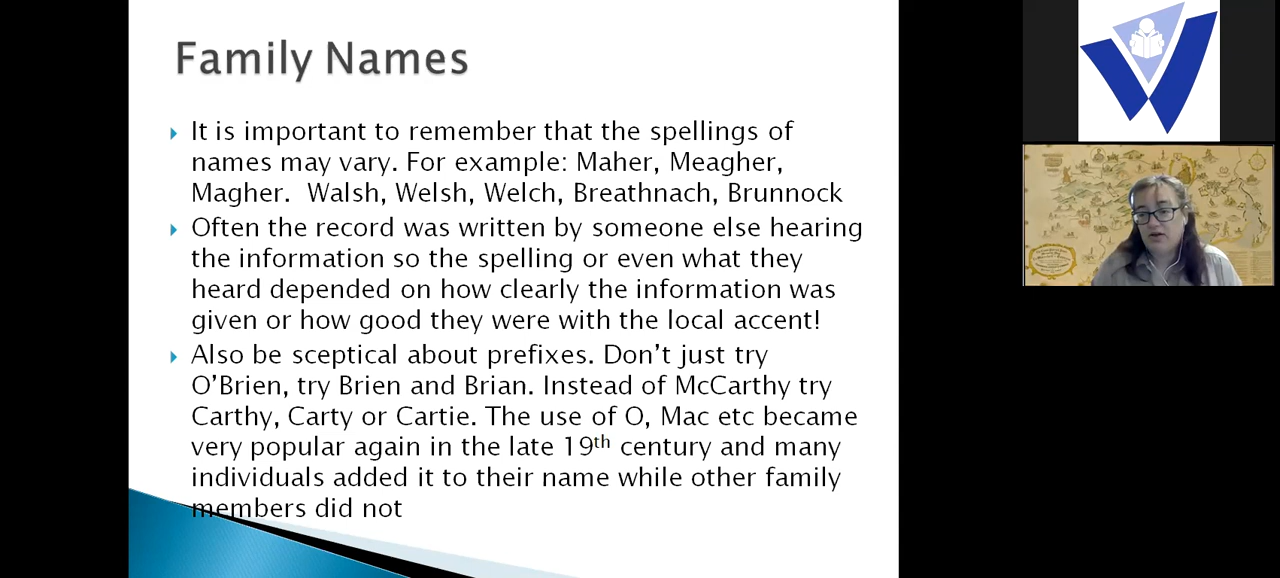 Family Names
It is important to remember that the spellings of
names may vary. For example: Maher, Meagher,
Magher.  Walsh, Welsh, Welch, Breathnach, Brunnock
Often the record was written by someone else hearing
the information so the spelling or even what they
heard depended on how clearly the information was
given or how good they were with the local accent!
Also be sceptical about prefixes. Don’t just try
O’Brien, try Brien and Brian. Instead of McCarthy try
Carthy, Carty or Cartie. The use of O, Mac etc became
very popular again in the late 19th century and many
individuals added it to their name while other family
members did not